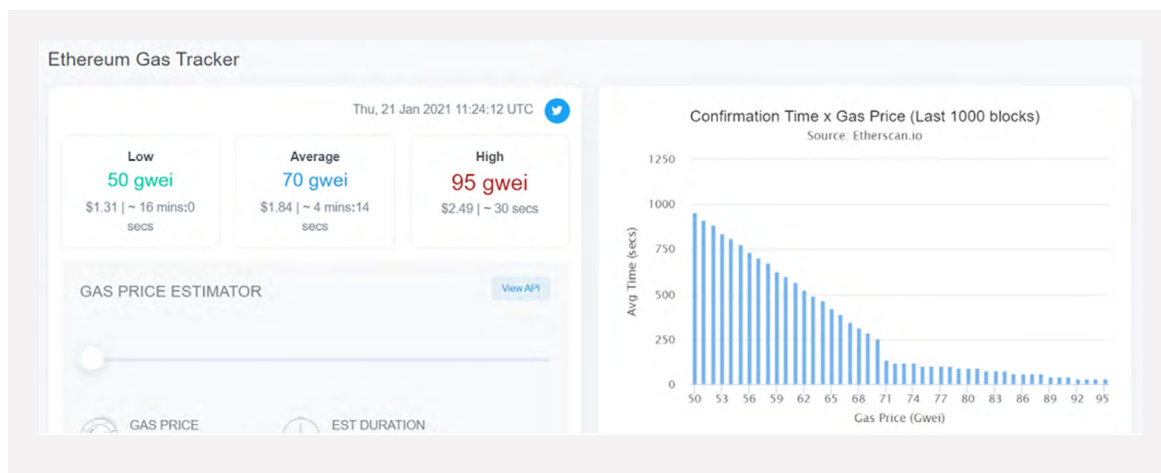 Ethereum Gas Tracker
Thu, 21 Jan 2021 11:24:12 UTC
Low
50 gwei
$1.31 | ~ 16 mins:0
secs
Average
70 gwei
$1.84 | ~ 4 mins:14
secs
High
95 gwei
$2.49 | ~ 30 secs
GAS PRICE ESTIMATOR
View API
GAS PRICE
EST DURATION
Confirmation Time x Gas Price (Last 1000 blocks)
Source: Etherscan.io
Avg Time (secs)
1250
1000
750
500
250
0
50 53 56 59 62 65 68 71 74 77 80 83 86 89 92 95
Gas Price (Gwei)